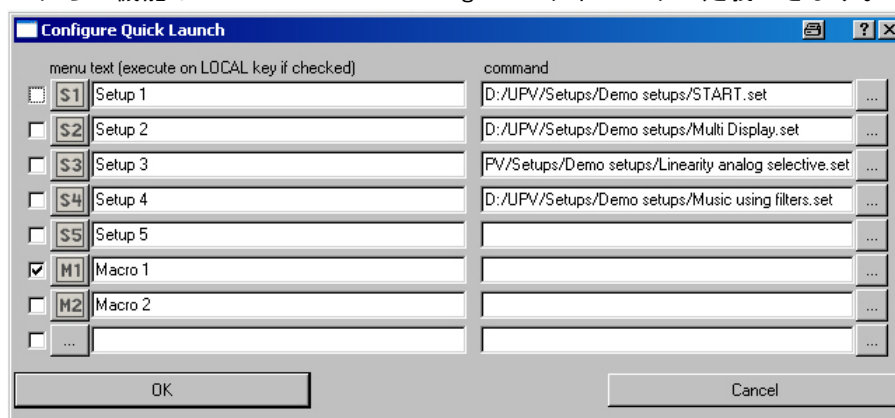 Configure Quick Launch
menu text (execute on LOCAL key if checked) command
S1 Setup 1 D:/UPV/Setups/Demo setups/START.set ...
S2 Setup 2 D:/UPV/Setups/Demo setups/Multi Display.set ...
S3 Setup 3 PV/Setups/Demo setups/Linearity analog selective.set ...
S4 Setup 4 D:/UPV/Setups/Demo setups/Music using filters.set ...
S5 Setup 5 ...
M1 Macro 1 ...
M2 Macro 2 ...
... ...
OK Cancel